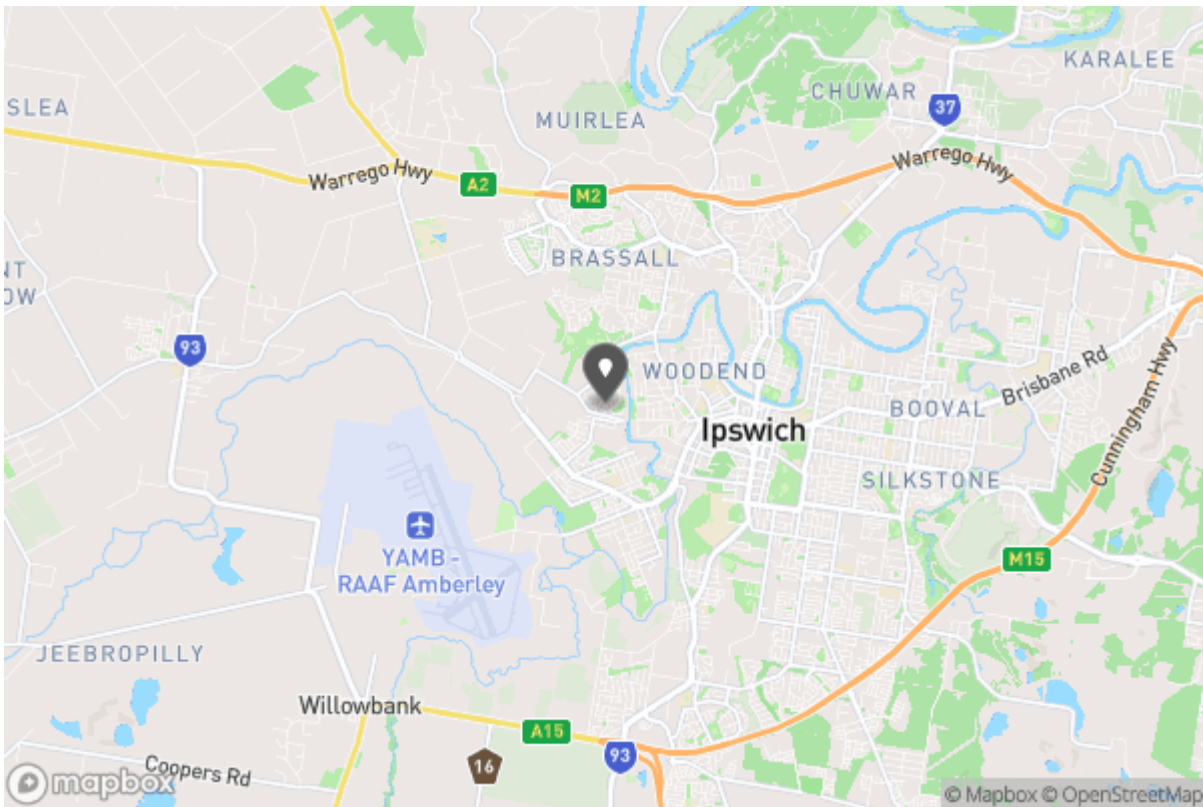 KARALEE
CHUWAR
SLEA
37
MUIRLEA
Warrego Hwy
Warrego Hwy
A2
M2
BRASSALL
NT
OW
93
WOODEND
Brisbane Rd
BOOVAL
Ipswich
Cunningham Hwy
SILKSTONE
YAMB -
RAAF Amberley
M15
JEEBROPILLY
Willowbank
A15
93
16
Coopers Rd
mapbox
© Mapbox © OpenStreetMap